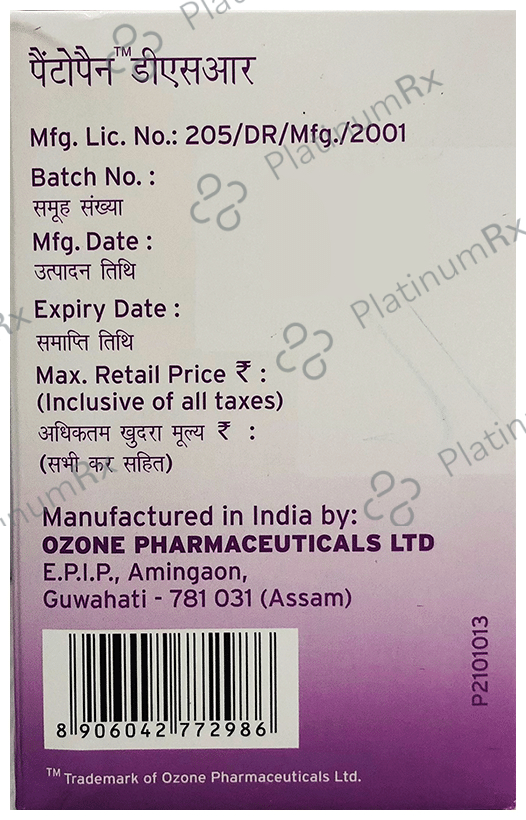 पैंटोपैन™ डीएसआर
Mfg. Lic. No.: 205/DR/Mfg./2001
Batch No. :
समूह संख्या
Mfg. Date :
उत्पादन तिथि
Expiry Date :
समाप्ति तिथि
Max. Retail Price ₹ :
(Inclusive of all taxes)
अधिकतम खुदरा मूल्य ₹ :
(सभी कर सहित)
Manufactured in India by:
OZONE PHARMACEUTICALS LTD
E.P.I.P., Amingaon,
Guwahati - 781 031 (Assam)
8 906042 772986
P2101013
™ Trademark of Ozone Pharmaceuticals Ltd.
PlatinumRx
PlatinumRx
PlatinumRx